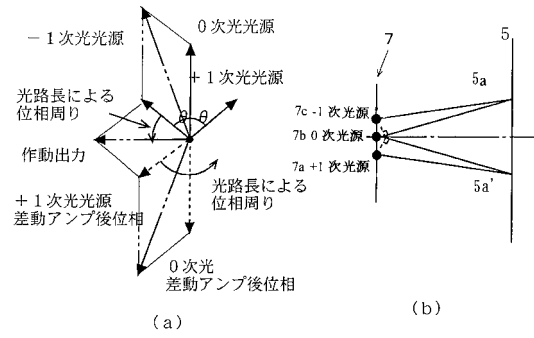 －1次光光源
0次光光源
＋1次光光源
θ θ
光路長による
位相周り
作動出力
＋1次光光源
差動アンプ後位相
光路長による
位相周り
0次光
差動アンプ後位相
(a)
7
5
5a
7c -1次光源
7b 0次光源
7a +1次光源
5a'
(b)